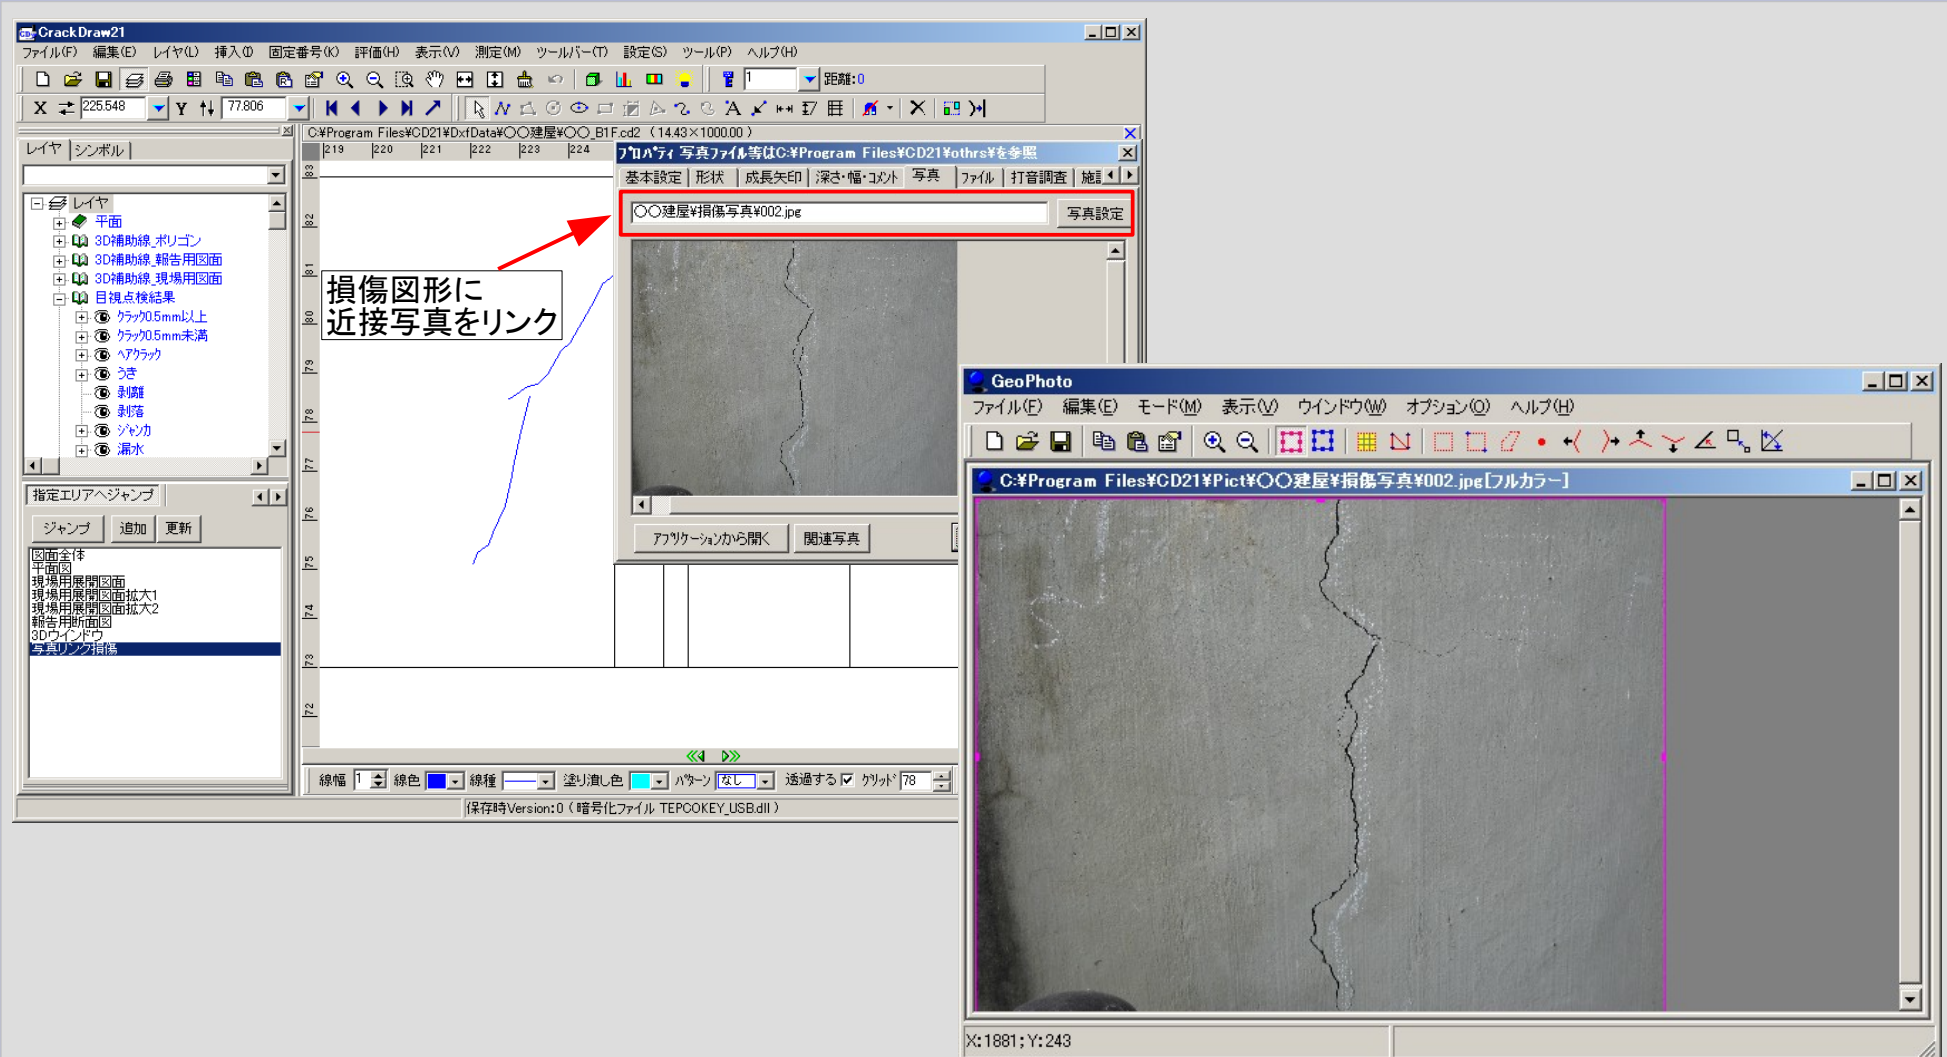 CrackDraw21
ファイル(F) 編集(E) レイヤ(L) 挿入(I) 固定番号(K) 評価(H) 表示(V) 測定(M) ツールバー(T) 設定(S) ツール(P) ヘルプ(H)
1 距離:0
X 225.548 Y 77.806
レイヤ シンボル
レイヤ
平面
3D補助線_ポリゴン
3D補助線_報告用図面
3D補助線_現場用図面
目視点検結果
クラック0.5mm以上
クラック0.5mm未満
ヘアクラック
うき
剥離
剥落
ジャンカ
漏水
指定エリアへジャンプ
ジャンプ 追加 更新
図面全体
平面図
現場用展開図面
現場用展開図面拡大1
現場用展開図面拡大2
報告用断面図
3Dウインドウ
写真リンク損傷
C:¥Program Files¥CD21¥DxfData¥〇〇建屋¥〇〇_B1F.cd2 (14.43×1000.00)
219 220 221 222 223 224
83
82
81
80
79
78
77
76
75
74
73
72
損傷図形に
近接写真をリンク
プロパティ 写真ファイル等はC:¥Program Files¥CD21¥othrs¥を参照
基本設定 形状 成長矢印 深さ・幅・コメント 写真 ファイル 打音調査
〇〇建屋¥損傷写真¥002.jpg 写真設定
アプリケーションから開く 関連写真
線幅 1 線色 線種 塗り潰し色 パターン なし 透過する グリッド 78
保存時Version:0 (暗号化ファイル TEPCOKEY_USB.dll)
GeoPhoto
ファイル(F) 編集(E) モード(M) 表示(V) ウインドウ(W) オプション(O) ヘルプ(H)
C:¥Program Files¥CD21¥Pict¥〇〇建屋¥損傷写真¥002.jpg[フルカラー]
X:1881;Y:243